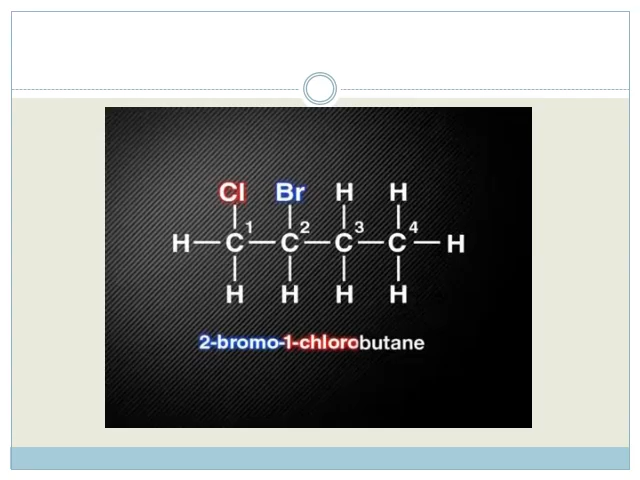 Cl Br H H
H—C1—C2—C3—C4—H
H H H H
2-bromo-1-chlorobutane